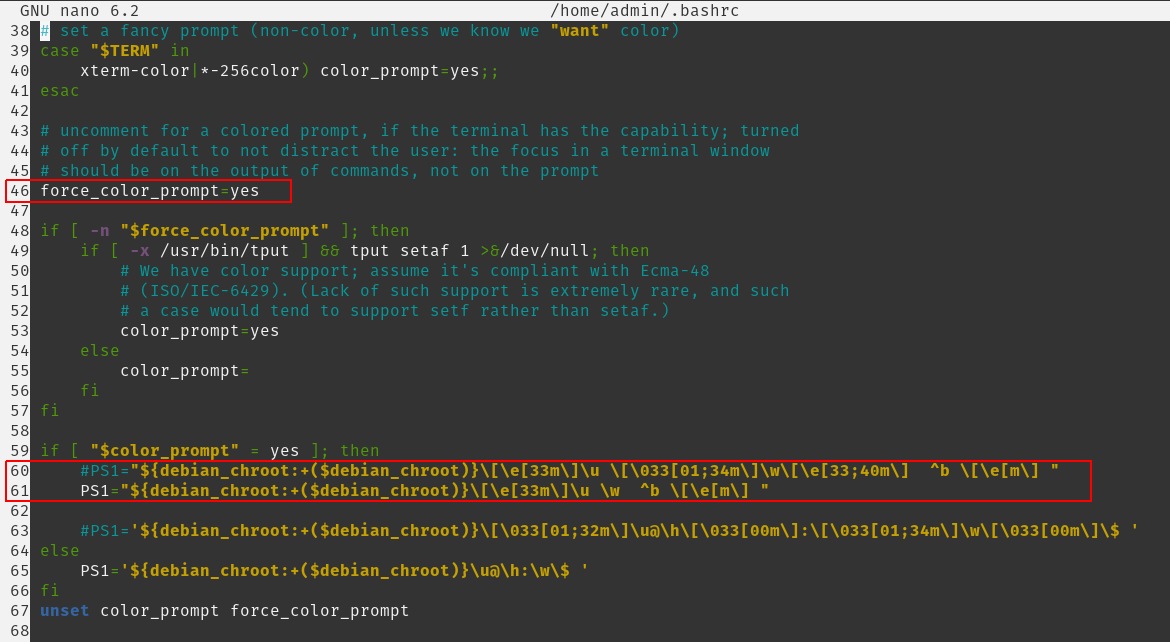 GNU nano 6.2 /home/admin/.bashrc
38 # set a fancy prompt (non-color, unless we know we "want" color)
39 case "$TERM" in
40     xterm-color|*-256color) color_prompt=yes;;
41 esac
42
43 # uncomment for a colored prompt, if the terminal has the capability; turned
44 # off by default to not distract the user: the focus in a terminal window
45 # should be on the output of commands, not on the prompt
46 force_color_prompt=yes
47
48 if [ -n "$force_color_prompt" ]; then
49     if [ -x /usr/bin/tput ] && tput setaf 1 >&/dev/null; then
50         # We have color support; assume it's compliant with Ecma-48
51         # (ISO/IEC-6429). (Lack of such support is extremely rare, and such
52         # a case would tend to support setf rather than setaf.)
53         color_prompt=yes
54     else
55         color_prompt=
56     fi
57 fi
58
59 if [ "$color_prompt" = yes ]; then
60     #PS1="${debian_chroot:+($debian_chroot)}\[\e[33m\]\u \[\033[01;34m\]\w\[\e[33;40m\]  ^b \[\e[m\] "
61     PS1="${debian_chroot:+($debian_chroot)}\[\e[33m\]\u \w  ^b \[\e[m\] "
62
63     #PS1='${debian_chroot:+($debian_chroot)}\[\033[01;32m\]\u@\h\[\033[00m\]:\[\033[01;34m\]\w\[\033[00m\]\$ '
64 else
65     PS1='${debian_chroot:+($debian_chroot)}\u@\h:\w\$ '
66 fi
67 unset color_prompt force_color_prompt
68